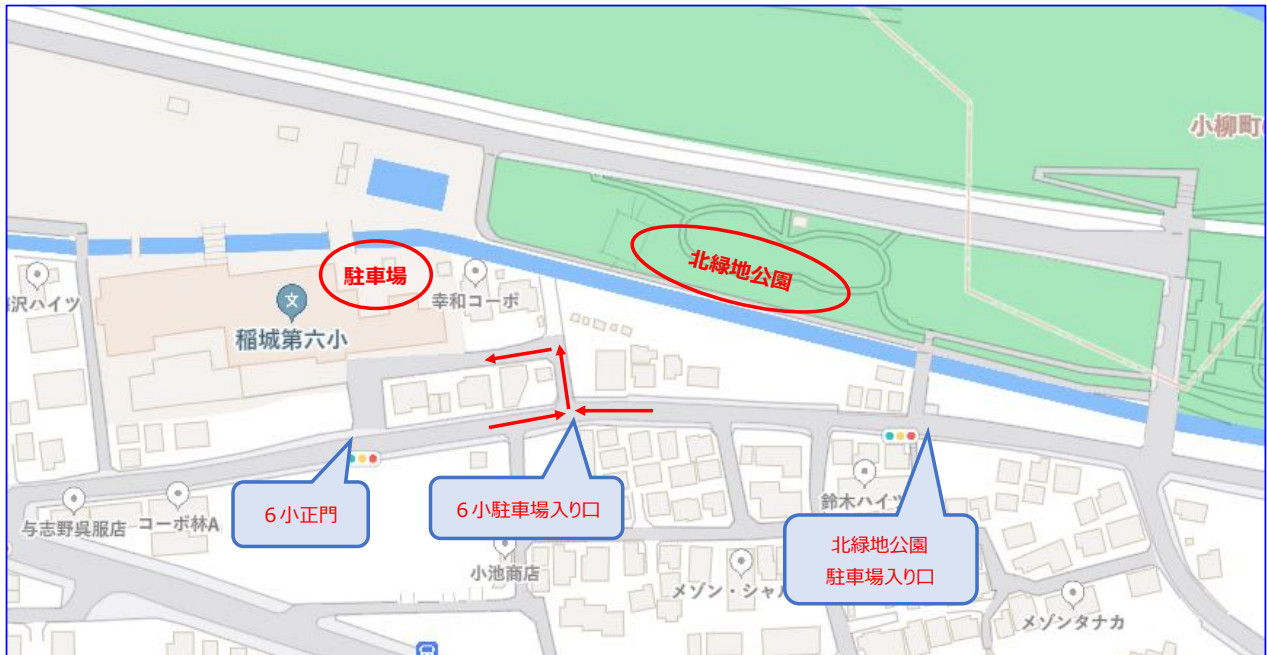 小柳町
北緑地公園
駐車場
沢ハイツ
幸和コーポ
文
稲城第六小
6小正門
6小駐車場入り口
鈴木ハイツ
与志野呉服店
コーポ林A
北緑地公園
駐車場入り口
小池商店
メゾン・シャ
メゾンタナカ